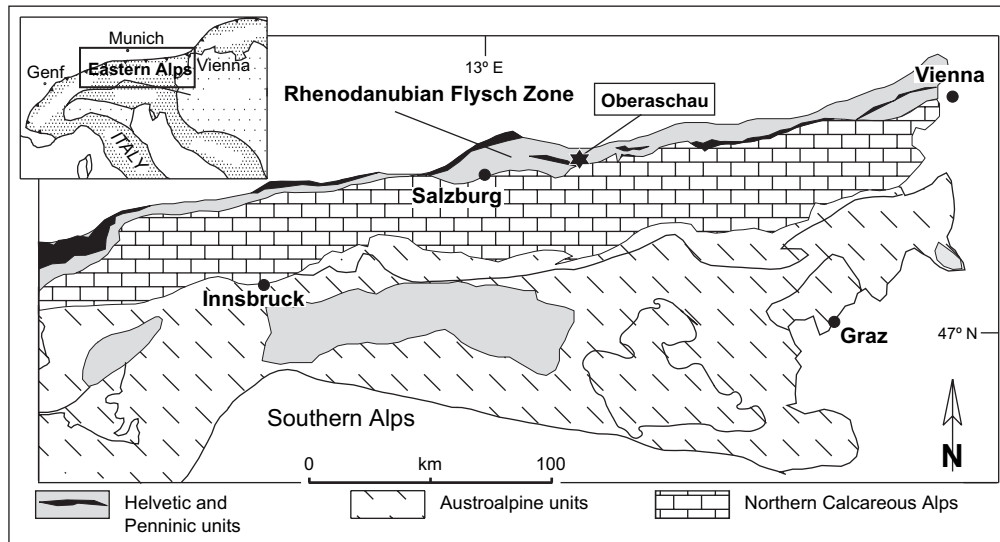 Munich
Genf
Eastern Alps
Vienna
ITALY
13° E
Vienna
Rhenodanubian Flysch Zone
Oberaschau
Salzburg
Innsbruck
47° N
Graz
Southern Alps
0 km 100
N
Helvetic and
Penninic units
Austroalpine units
Northern Calcareous Alps